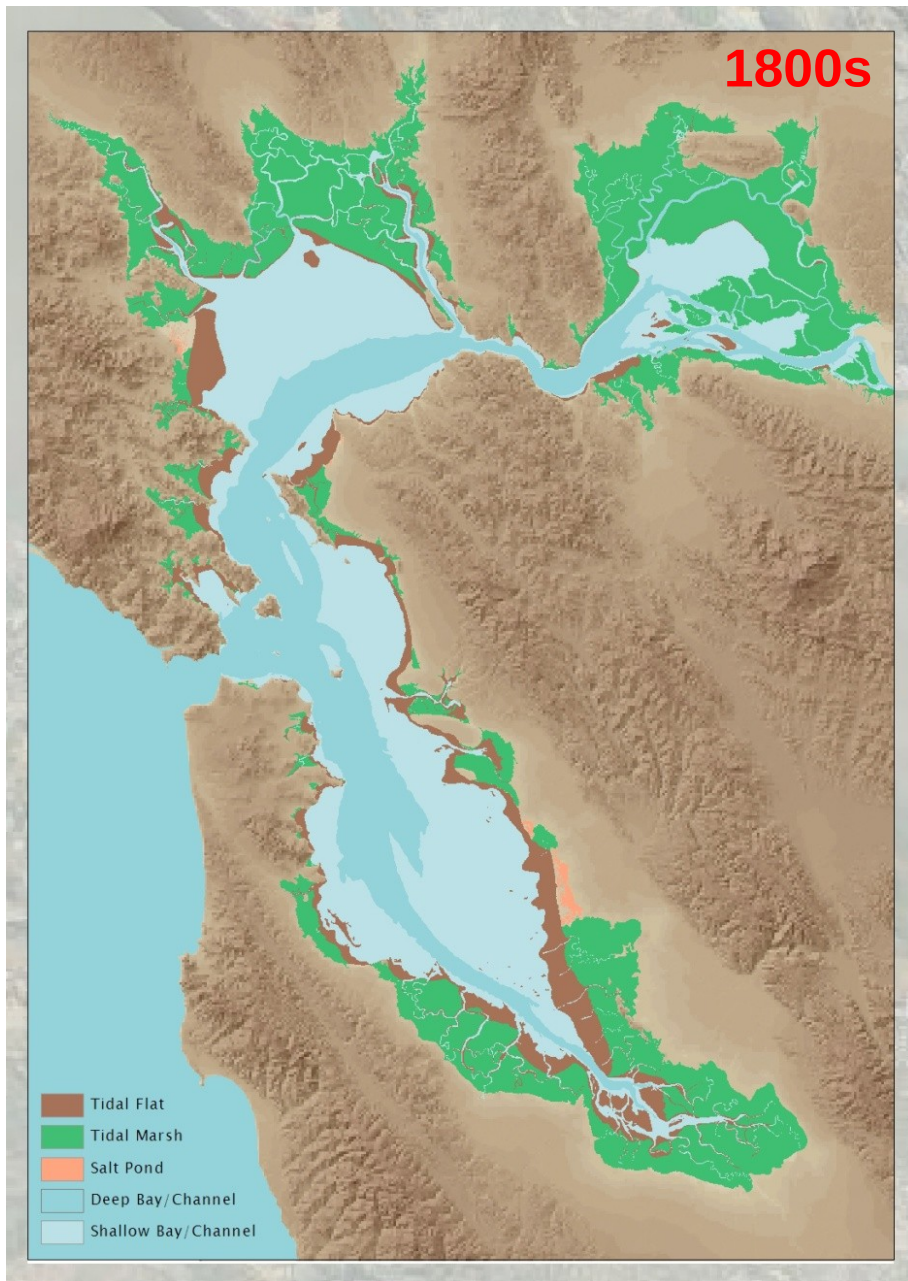 1800s
Tidal Flat
Tidal Marsh
Salt Pond
Deep Bay/Channel
Shallow Bay/Channel